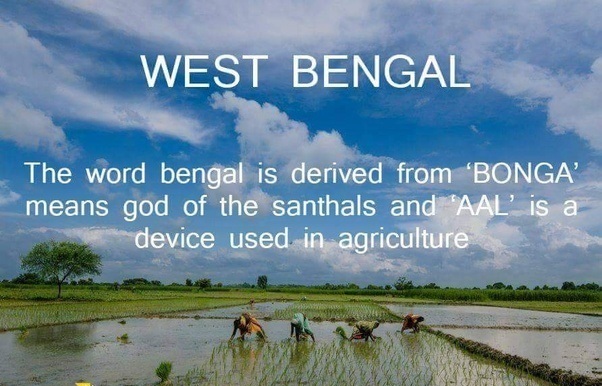 WEST BENGAL
The word bengal is derived from ‘BONGA’
means god of the santhals and ‘AAL’ is a
device used in agriculture